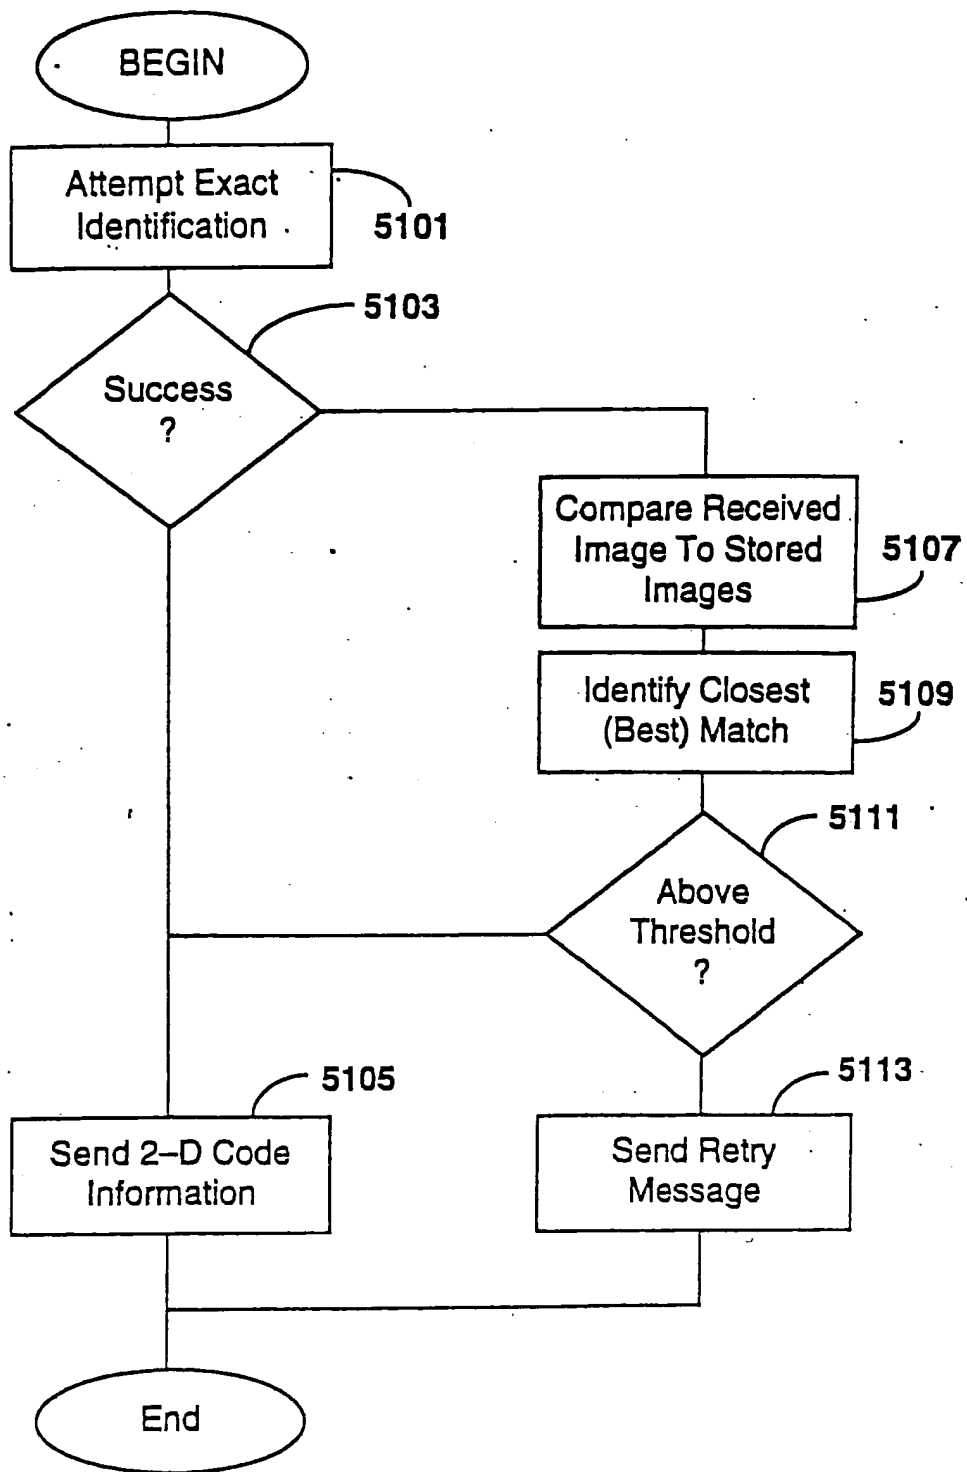 BEGIN
Attempt Exact
Identification
5101
5103
Success
?
Compare Received
Image To Stored
Images
5107
Identify Closest
(Best) Match
5109
5111
Above
Threshold
?
5105
Send 2–D Code
Information
5113
Send Retry
Message
End